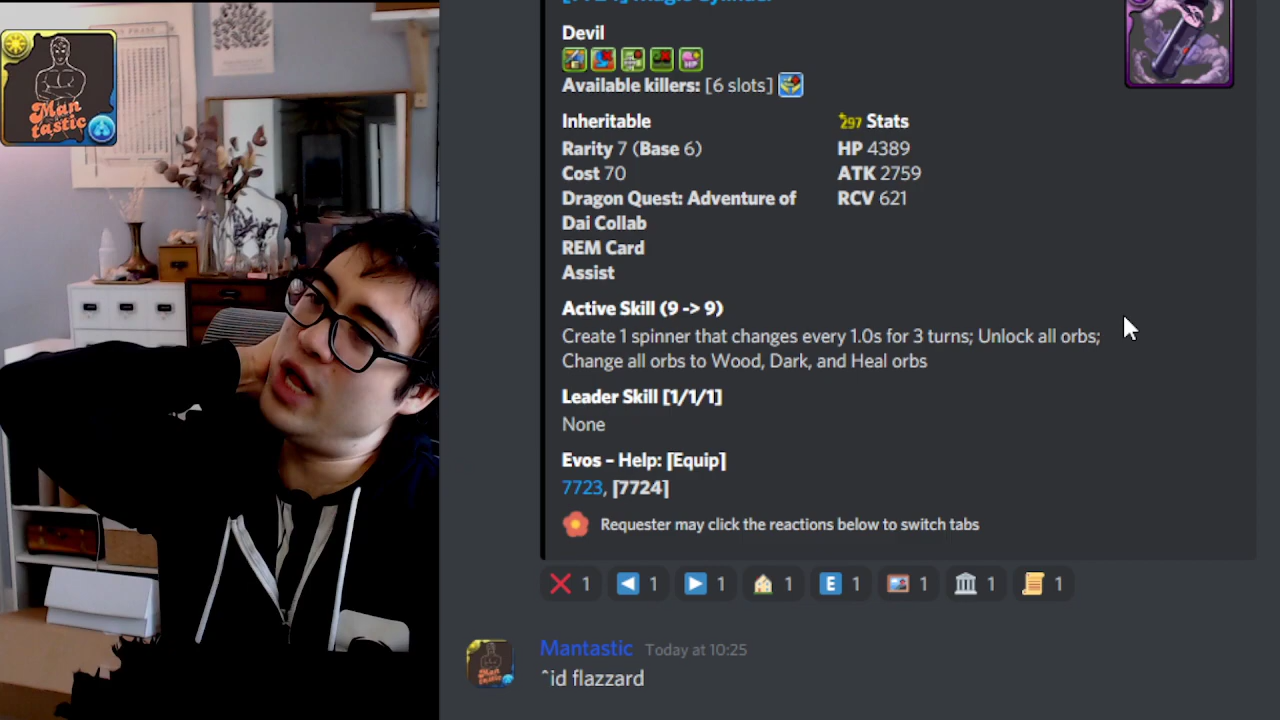 Man
tastic
Devil
Available killers: [6 slots]
Inheritable
Rarity 7 (Base 6)
Cost 70
Dragon Quest: Adventure of
Dai Collab
REM Card
Assist
+297 Stats
HP 4389
ATK 2759
RCV 621
Active Skill (9 -> 9)
Create 1 spinner that changes every 1.0s for 3 turns; Unlock all orbs;
Change all orbs to Wood, Dark, and Heal orbs
Leader Skill [1/1/1]
None
Evos – Help: [Equip]
7723, [7724]
Requester may click the reactions below to switch tabs
1 1 1 1 E 1 1 1 1
Mantastic Today at 10:25
^id flazzard
Man
tastic